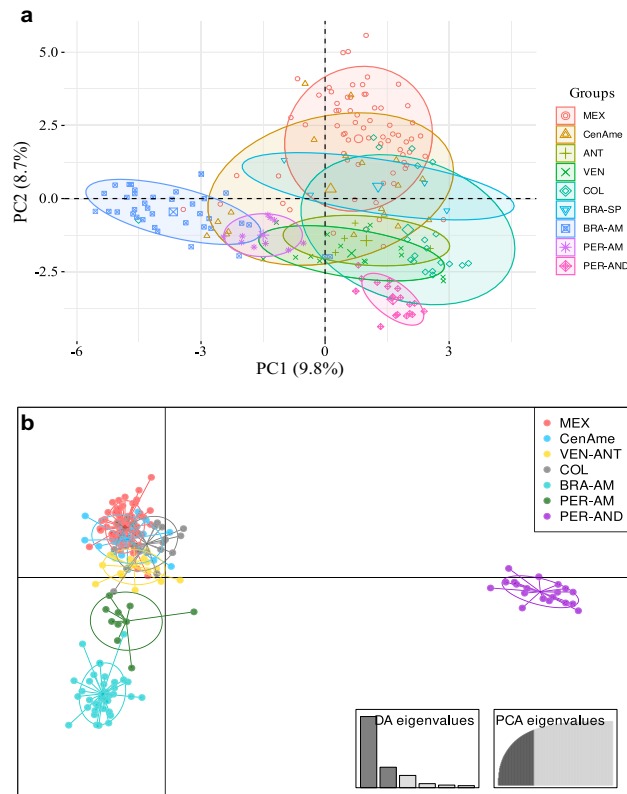 a
5.0
2.5
0.0
-2.5
PC2 (8.7%)
-6
-3
0
3
PC1 (9.8%)
Groups
MEX
CenAme
ANT
VEN
COL
BRA-SP
BRA-AM
PER-AM
PER-AND
b
MEX
CenAme
VEN-ANT
COL
BRA-AM
PER-AM
PER-AND
DA eigenvalues
PCA eigenvalues